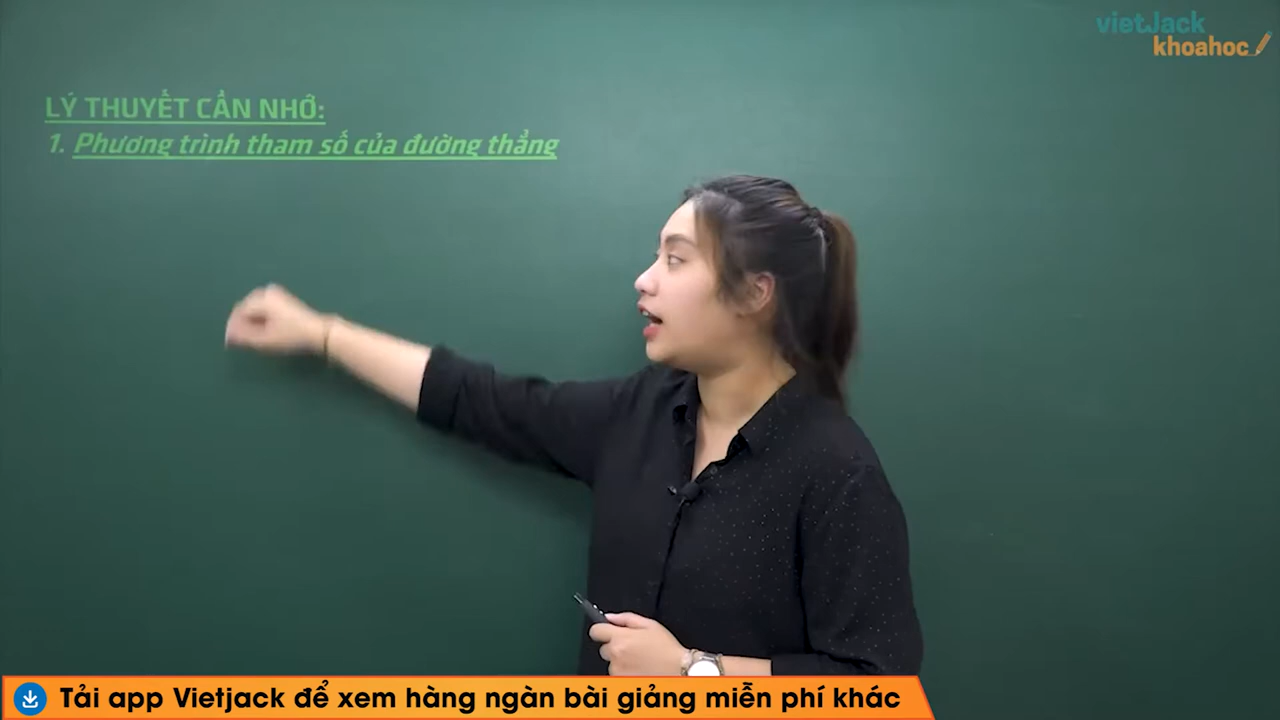 vietJack
khoahoc
LÝ THUYẾT CẦN NHỚ:
1. Phương trình tham số của đường thẳng
Tải app Vietjack để xem hàng ngàn bài giảng miễn phí khác